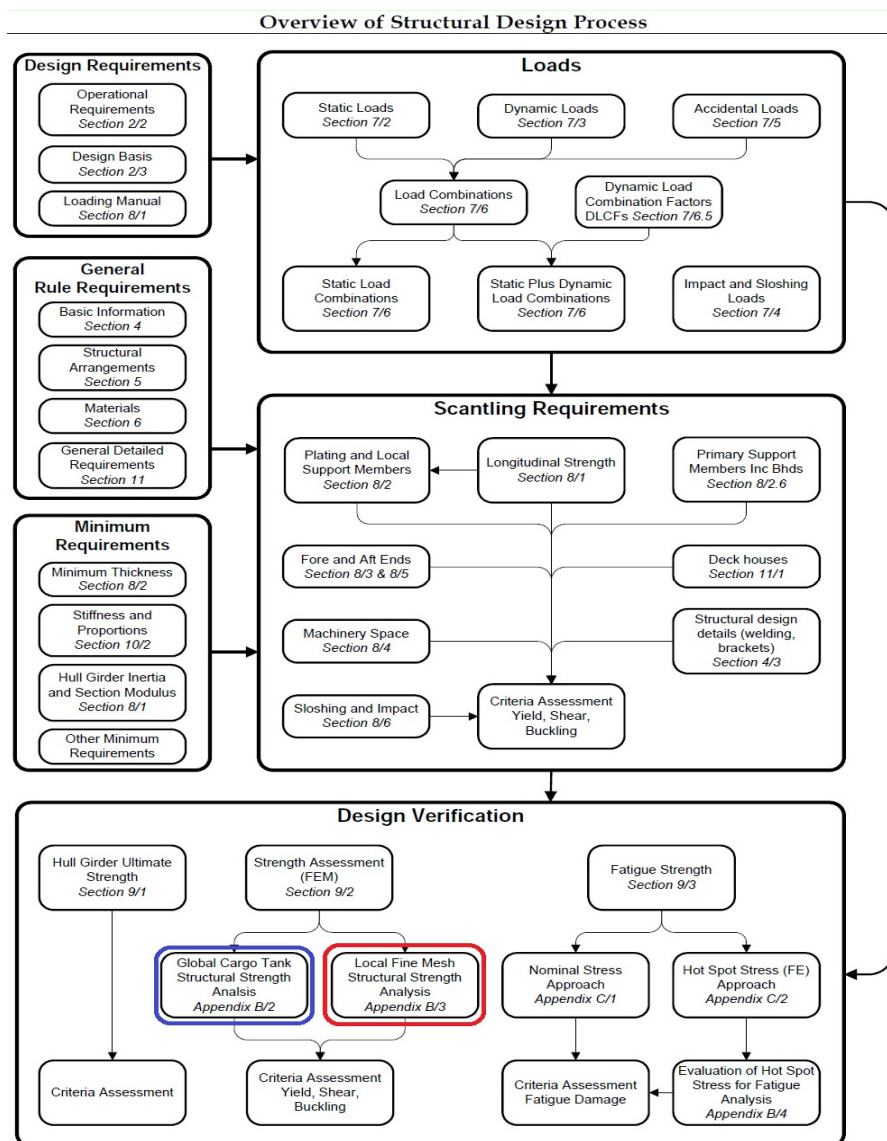 Overview of Structural Design Process
Design Requirements
Operational
Requirements
Section 2/2
Design Basis
Section 2/3
Loading Manual
Section 8/1
General
Rule Requirements
Basic Information
Section 4
Structural
Arrangements
Section 5
Materials
Section 6
General Detailed
Requirements
Section 11
Minimum
Requirements
Minimum Thickness
Section 8/2
Stiffness and
Proportions
Section 10/2
Hull Girder Inertia
and Section Modulus
Section 8/1
Other Minimum
Requirements
Loads
Static Loads
Section 7/2
Dynamic Loads
Section 7/3
Accidental Loads
Section 7/5
Load Combinations
Section 7/6
Dynamic Load
Combination Factors
DLCFs Section 7/6.5
Static Load
Combinations
Section 7/6
Static Plus Dynamic
Load Combinations
Section 7/6
Impact and Sloshing
Loads
Section 7/4
Scantling Requirements
Plating and Local
Support Members
Section 8/2
Longitudinal Strength
Section 8/1
Primary Support
Members Inc Bhds
Section 8/2.6
Fore and Aft Ends
Section 8/3 & 8/5
Deck houses
Section 11/1
Machinery Space
Section 8/4
Structural design
details (welding,
brackets)
Section 4/3
Sloshing and Impact
Section 8/6
Criteria Assessment
Yield, Shear,
Buckling
Design Verification
Hull Girder Ultimate
Strength
Section 9/1
Strength Assessment
(FEM)
Section 9/2
Fatigue Strength
Section 9/3
Global Cargo Tank
Structural Strength
Analsis
Appendix B/2
Local Fine Mesh
Structural Strength
Analysis
Appendix B/3
Nominal Stress
Approach
Appendix C/1
Hot Spot Stress (FE)
Approach
Appendix C/2
Criteria Assessment
Criteria Assessment
Yield, Shear,
Buckling
Criteria Assessment
Fatigue Damage
Evaluation of Hot Spot
Stress for Fatigue
Analysis
Appendix B/4